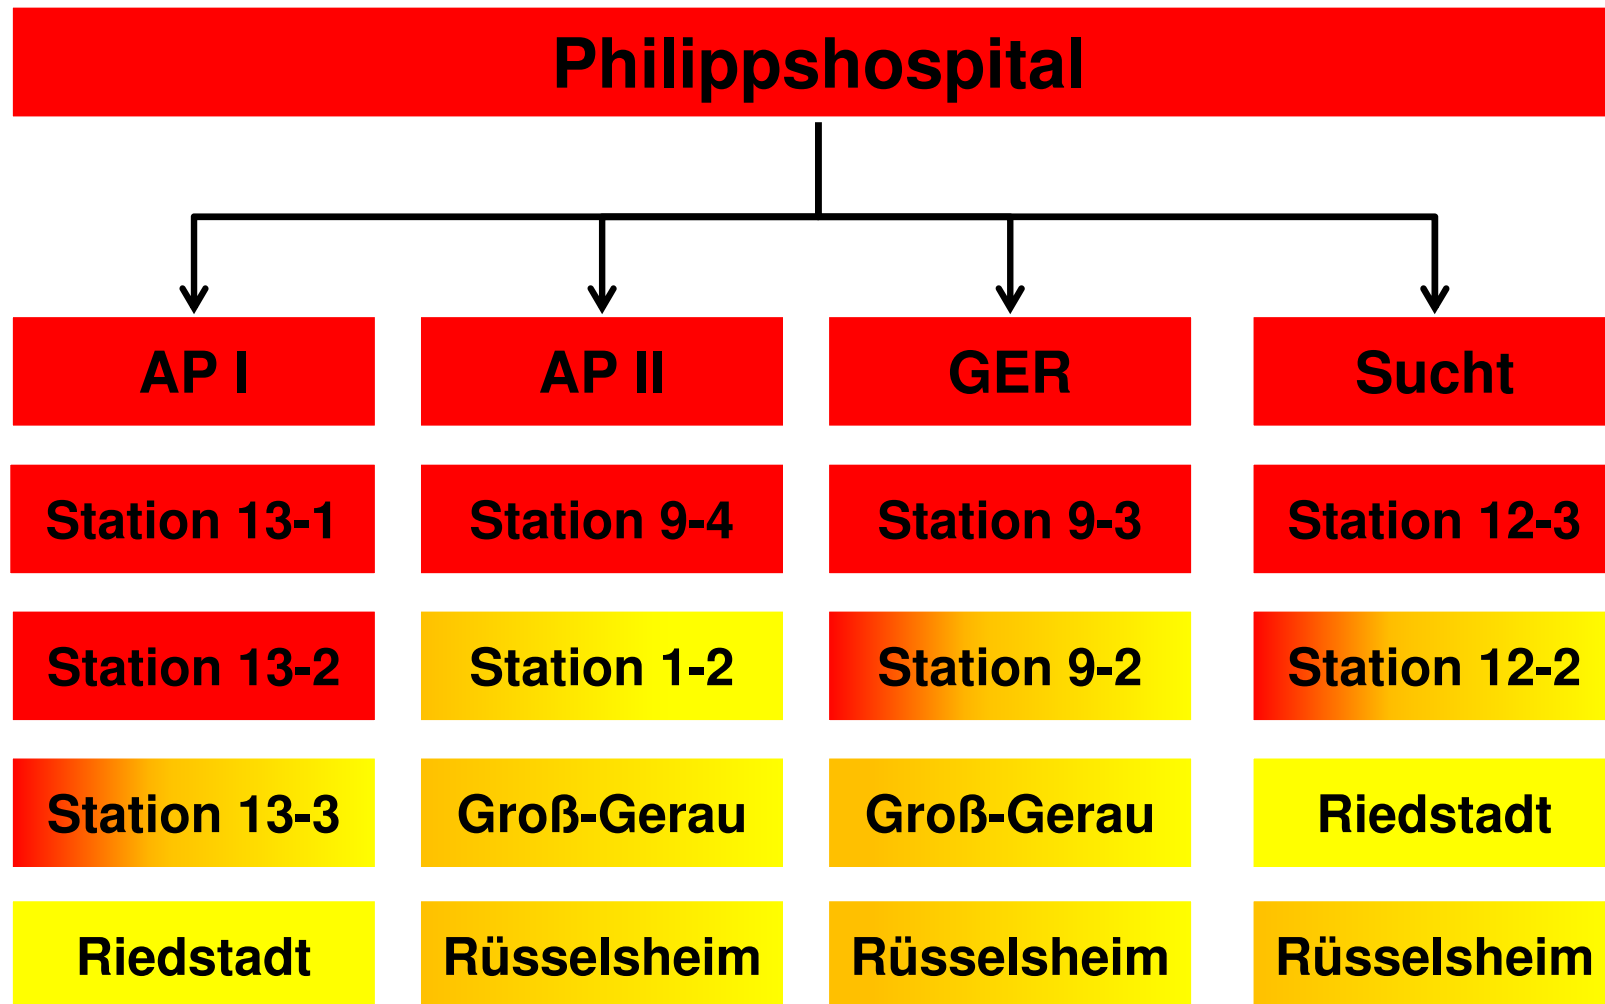 Philippshospital
AP I
AP II
GER
Sucht
Station 13-1
Station 9-4
Station 9-3
Station 12-3
Station 13-2
Station 1-2
Station 9-2
Station 12-2
Station 13-3
Groß-Gerau
Groß-Gerau
Riedstadt
Riedstadt
Rüsselsheim
Rüsselsheim
Rüsselsheim